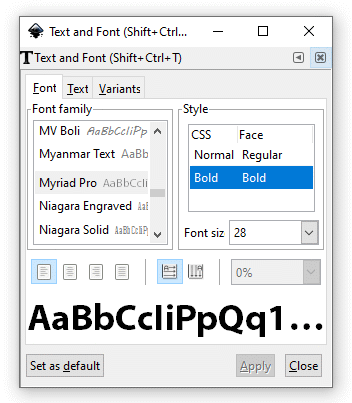 Text and Font (Shift+Ctrl...
Text and Font (Shift+Ctrl+T)
Font Text Variants
Font family
MV Boli AaBbCcIiPp
Myanmar Text AaBb
Myriad Pro AaBbCcIi
Niagara Engraved AaBb
Niagara Solid AaBbCcIiPp
Style
CSS Face
Normal Regular
Bold Bold
Font siz 28
0%
AaBbCcIiPpQq1...
Set as default Apply Close